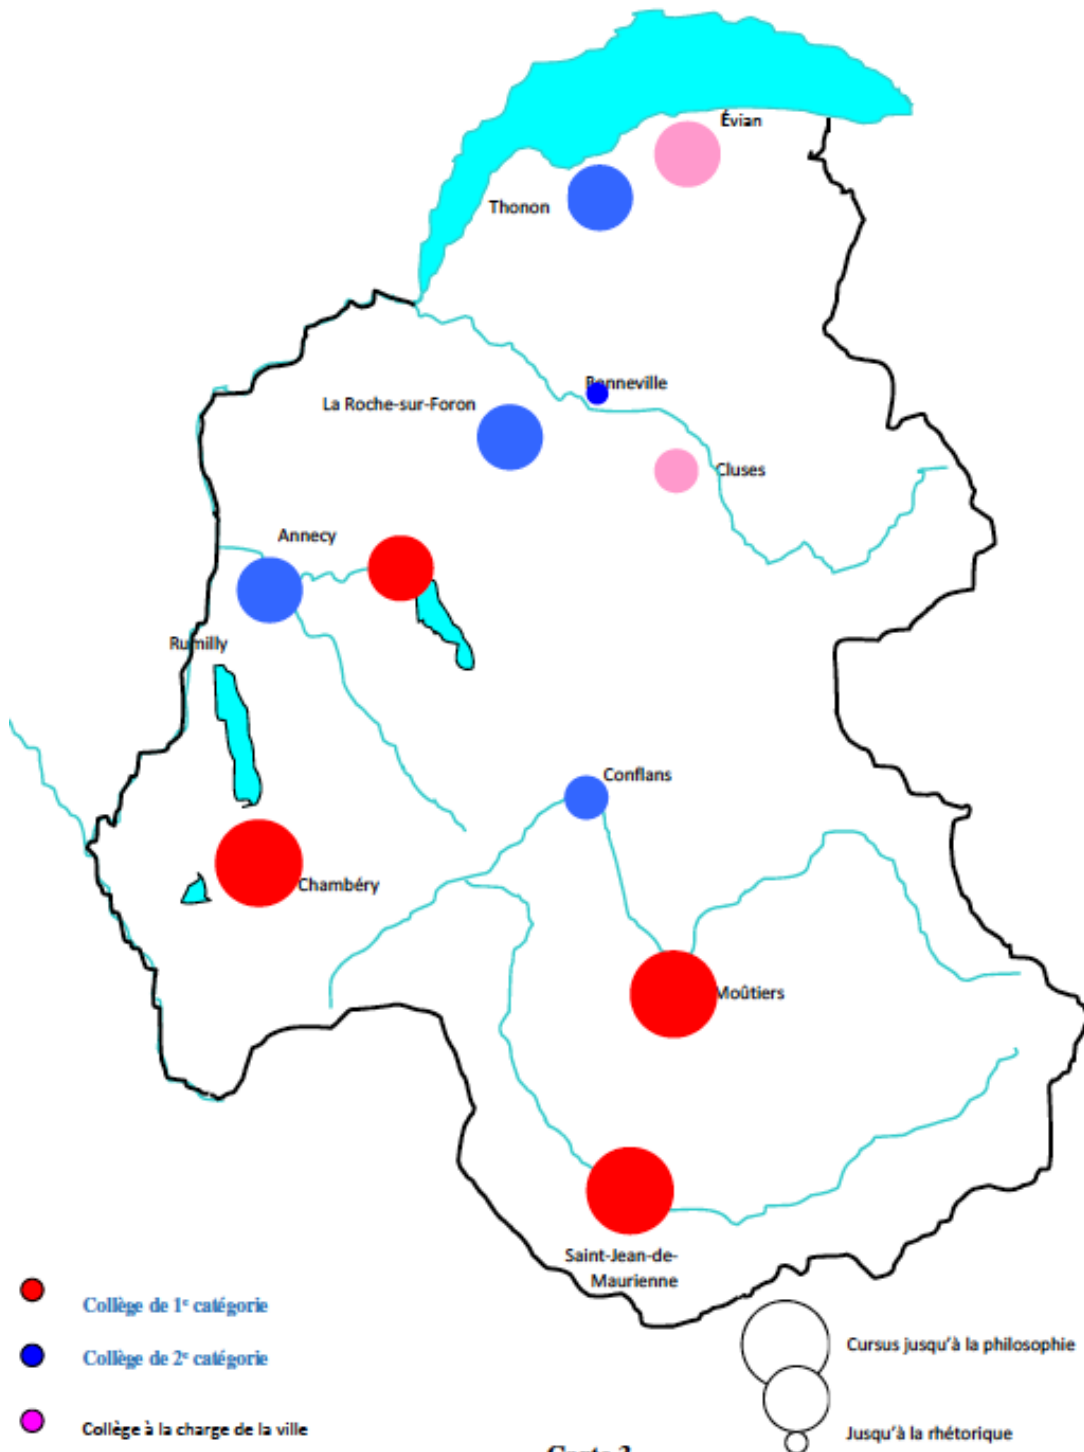 Évian
Thonon
Bonneville
La Roche-sur-Foron
Cluses
Annecy
Rumilly
Conflans
Chambéry
Moûtiers
Saint-Jean-de-
Maurienne
Collège de 1e catégorie
Collège de 2e catégorie
Collège à la charge de la ville
Cursus jusqu'à la philosophie
Jusqu'à la rhétorique